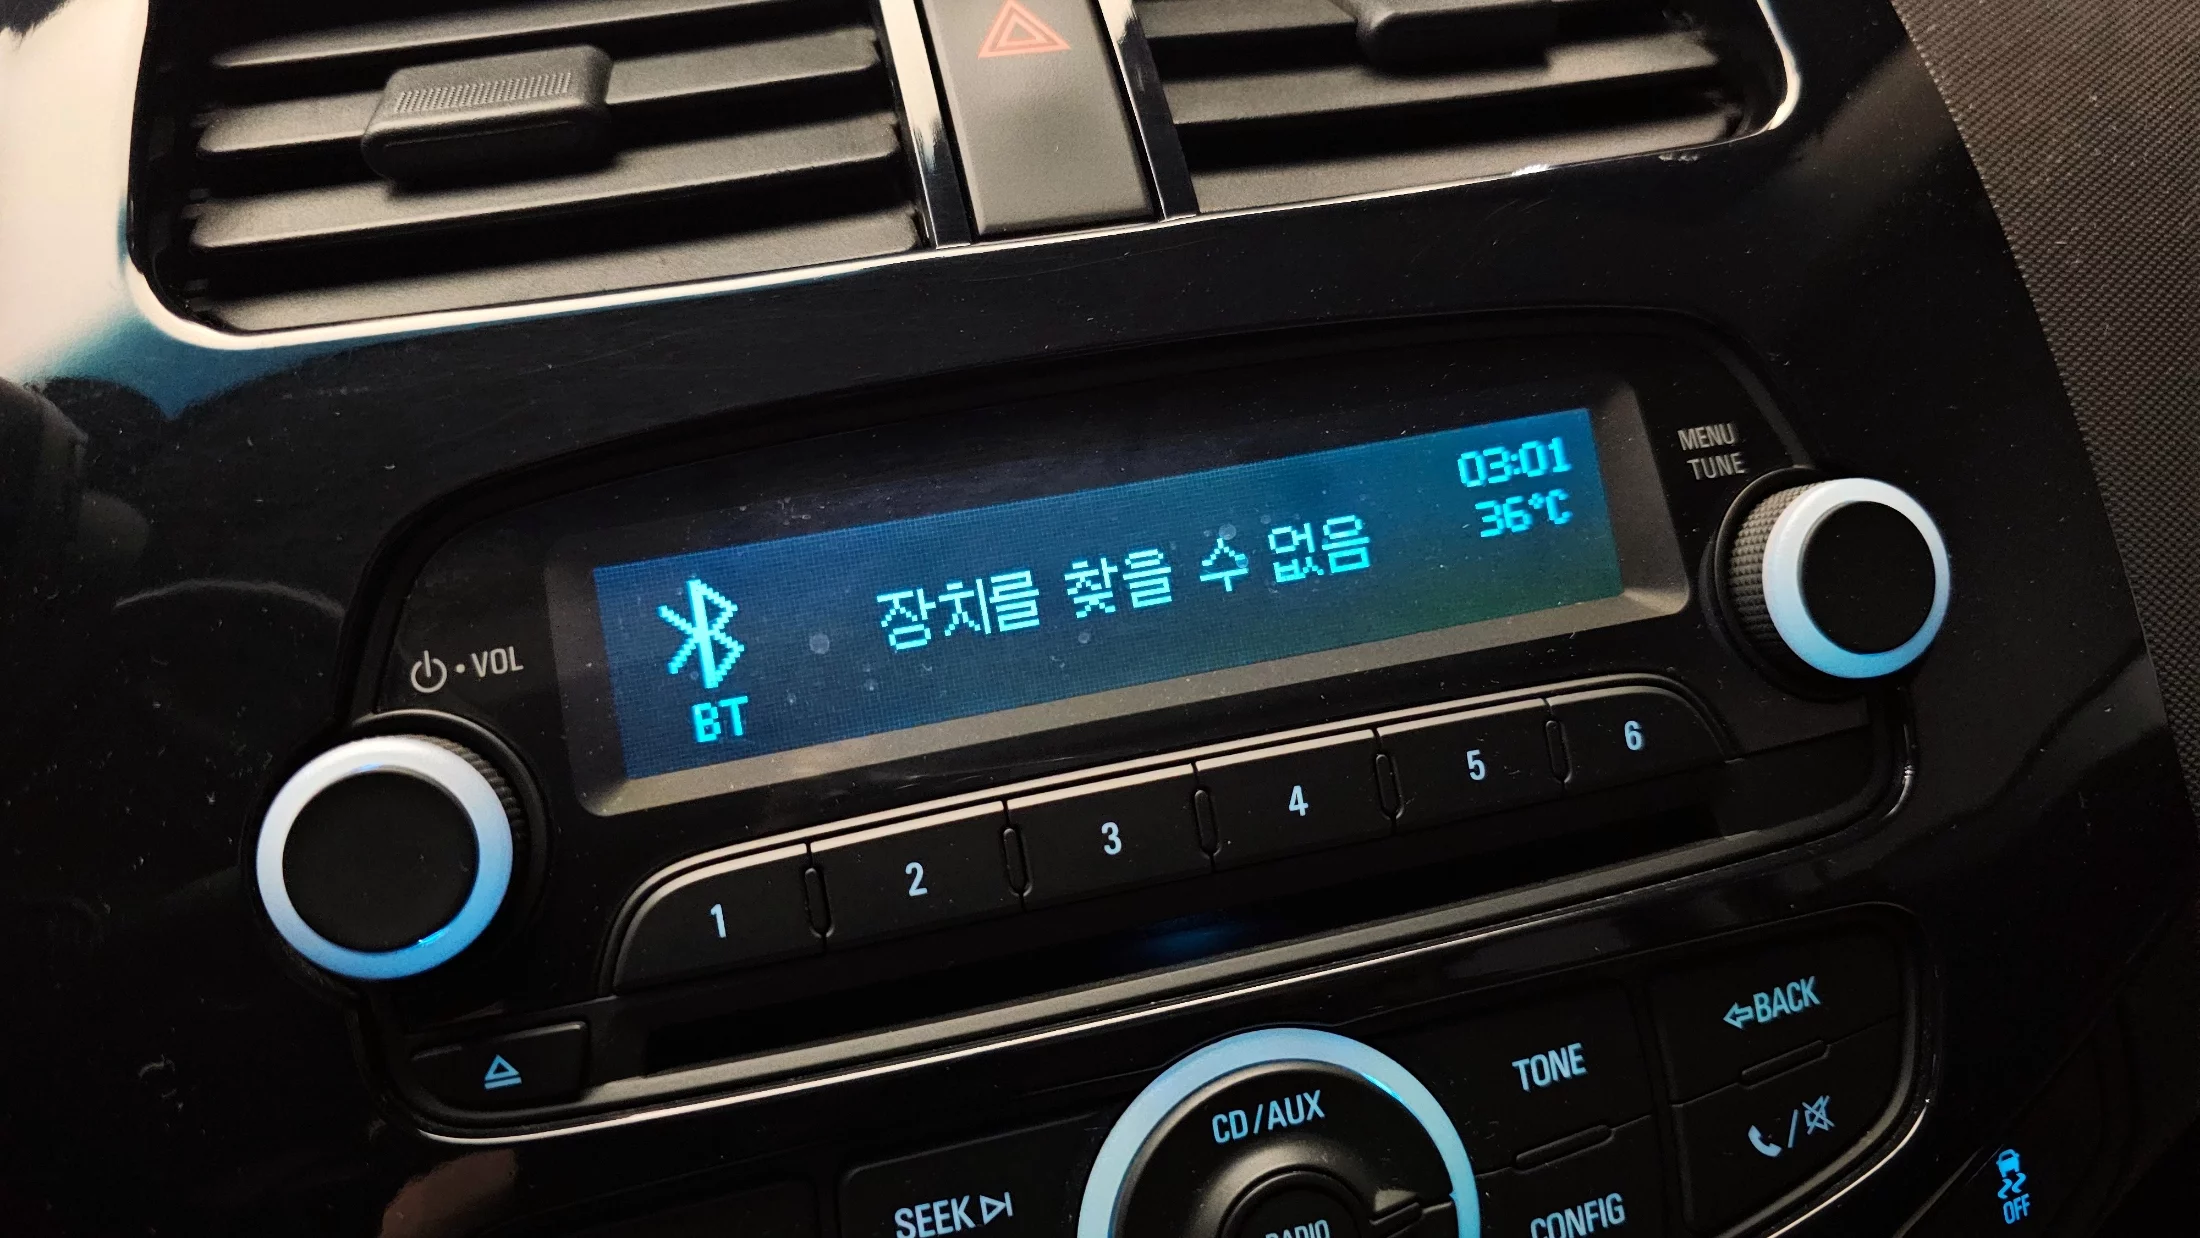 03:01
36°C
장치를 찾을 수 없음
BT
MENU
TUNE
VOL
1
2
3
4
5
6
BACK
TONE
CD/AUX
SEEK
CONFIG
RADIO
OFF